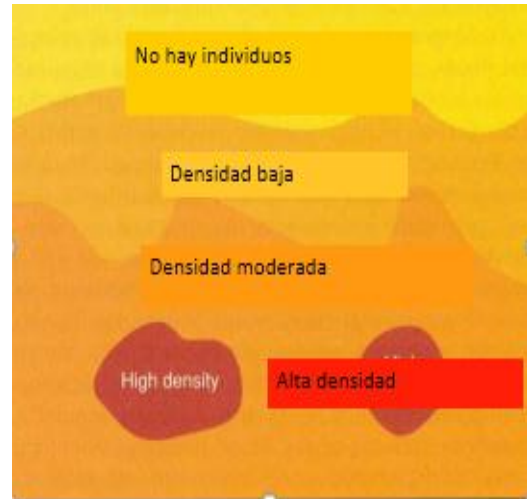 No hay individuos
Densidad baja
Densidad moderada
High density
Alta densidad